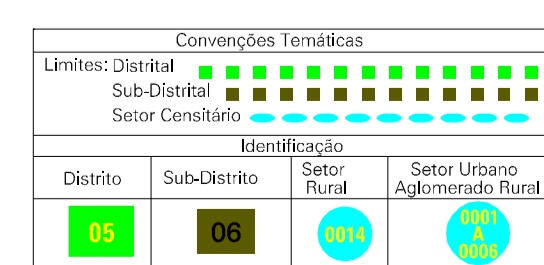 Convenções Temáticas
Limites: Distrital
Sub-Distrital
Setor Censitário
Identificação
Distrito
Sub-Distrito
Setor
Rural
Setor Urbano
Aglomerado Rural
05
06
0014
0001
A
0006